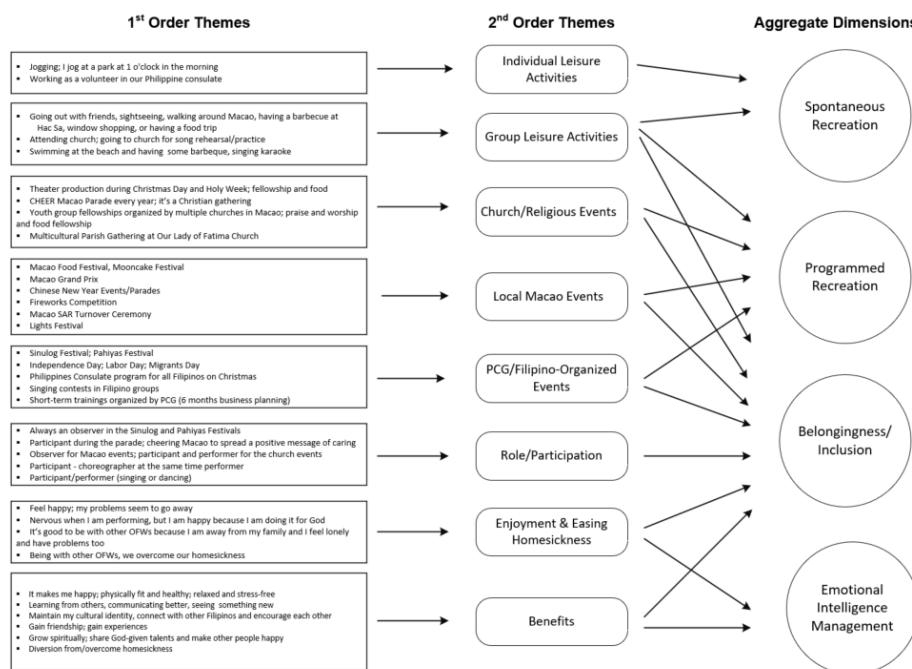 1st Order Themes
2nd Order Themes
Aggregate Dimensions
▪ Jogging; I jog at a park at 1 o'clock in the morning
▪ Working as a volunteer in our Philippine consulate
Individual Leisure
Activities
Spontaneous
Recreation
▪ Going out with friends, sightseeing, walking around Macao, having a barbecue at
Hac Sa, window shopping, or having a food trip
▪ Attending church; going to church for song rehearsal/practice
▪ Swimming at the beach and having some barbeque, singing karaoke
Group Leisure Activities
▪ Theater production during Christmas Day and Holy Week; fellowship and food
▪ CHEER Macao Parade every year; it's a Christian gathering
▪ Youth group fellowships organized by multiple churches in Macao; praise and worship
and food fellowship
▪ Multicultural Parish Gathering at Our Lady of Fatima Church
Church/Religious Events
Programmed
Recreation
▪ Macao Food Festival, Mooncake Festival
▪ Macao Grand Prix
▪ Chinese New Year Events/Parades
▪ Fireworks Competition
▪ Macao SAR Turnover Ceremony
▪ Lights Festival
Local Macao Events
▪ Sinulog Festival; Pahiyas Festival
▪ Independence Day; Labor Day; Migrants Day
▪ Philippines Consulate program for all Filipinos on Christmas
▪ Singing contests in Filipino groups
▪ Short-term trainings organized by PCG (6 months business planning)
PCG/Filipino-Organized
Events
▪ Always an observer in the Sinulog and Pahiyas Festivals
▪ Participant during the parade; cheering Macao to spread a positive message of caring
▪ Observer for Macao events; participant and performer for the church events
▪ Participant - choreographer at the same time performer
▪ Participant/performer (singing or dancing)
Role/Participation
Belongingness/
Inclusion
▪ Feel happy; my problems seem to go away
▪ Nervous when I am performing, but I am happy because I am doing it for God
▪ It's good to be with other OFWs because I am away from my family and I feel lonely
and have problems too
▪ Being with other OFWs, we overcome our homesickness
Enjoyment & Easing
Homesickness
▪ It makes me happy; physically fit and healthy; relaxed and stress-free
▪ Learning from others, communicating better, seeing something new
▪ Maintain my cultural identity, connect with other Filipinos and encourage each other
▪ Gain friendship; gain experiences
▪ Grow spiritually; share God-given talents and make other people happy
▪ Diversion from/overcome homesickness
Benefits
Emotional
Intelligence
Management